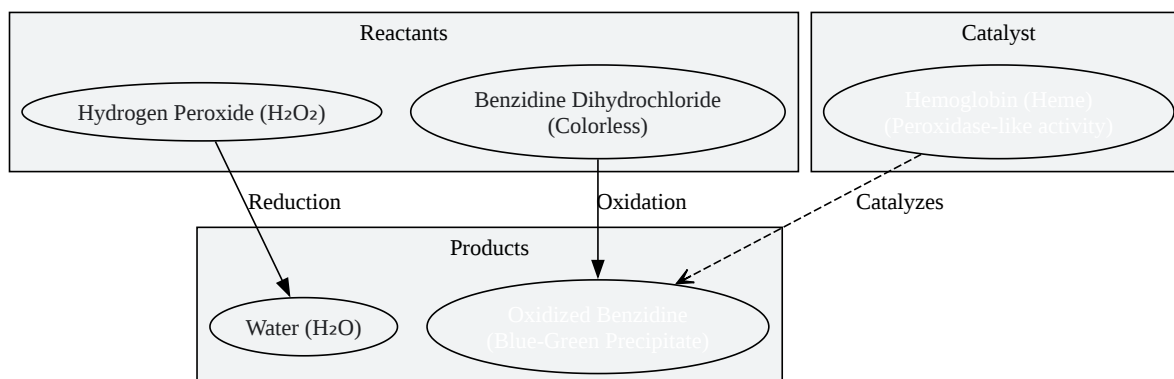 Reactants
Catalyst
Hydrogen Peroxide (H₂O₂)
Benzidine Dihydrochloride
(Colorless)
Hemoglobin (Heme)
(Peroxidase-like activity)
Reduction
Oxidation
Catalyzes
Products
Water (H₂O)
Oxidized Benzidine
(Blue-Green Precipitate)